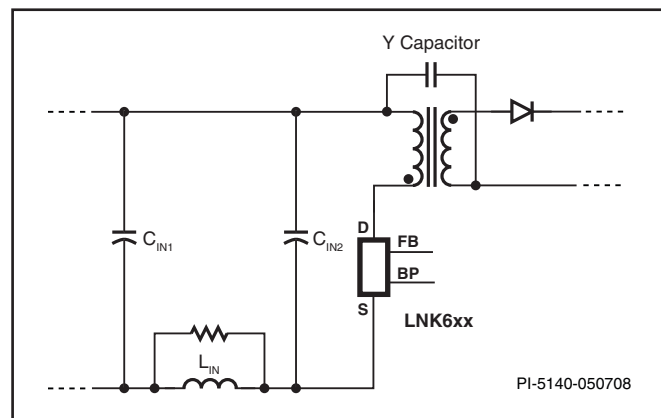 Y Capacitor
D
FB
C_IN1
C_IN2
BP
S
LNK6xx
L_IN
PI-5140-050708